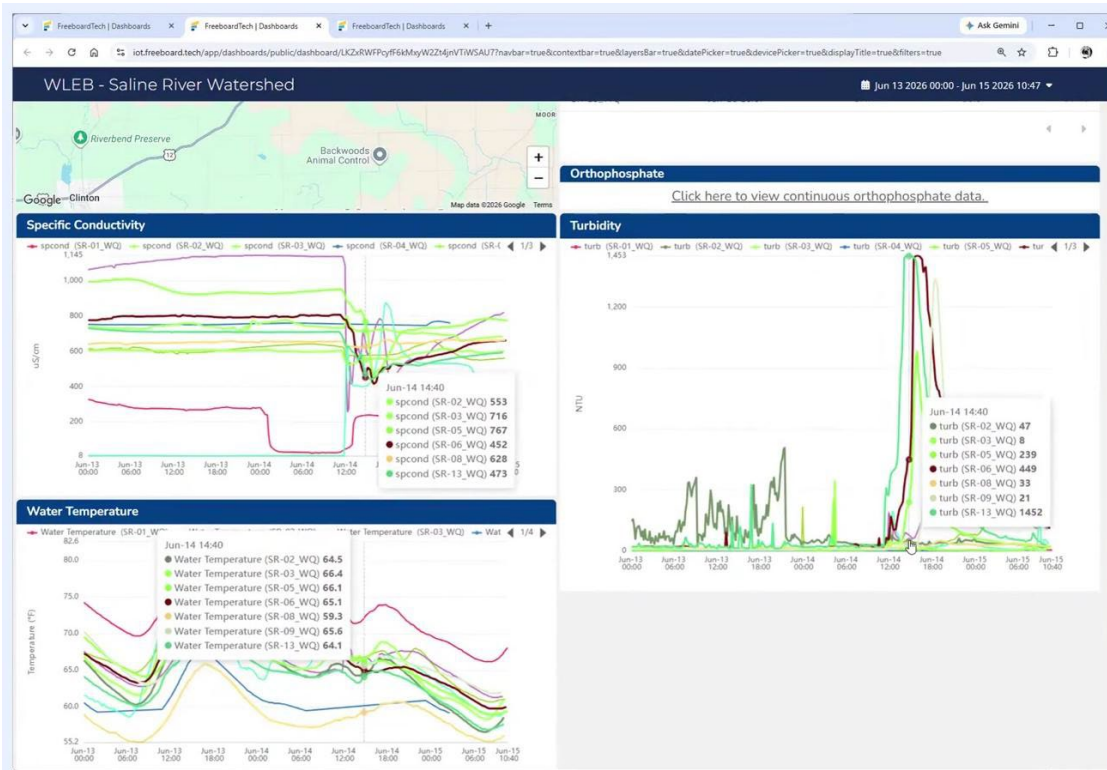 FreeboardTech | Dashboards
FreeboardTech | Dashboards
FreeboardTech | Dashboards
Ask Gemini
iot.freeboard.tech/app/dashboards/public/dashboard/LKZxRWFPcyfF6kMxyW2Zt4jnVTiWSAU7?navbar=true&contextbar=true&layersBar=true&datePicker=true&devicePicker=true&displayTitle=true&filters=true
WLEB - Saline River Watershed
Jun 13 2026 00:00 - Jun 15 2026 10:47
MOOR
Riverbend Preserve
12
Backwoods
Animal Control
+
−
Google
Clinton
Map data ©2026 Google Terms
Orthophosphate
Click here to view continuous orthophosphate data.
Specific Conductivity
spcond (SR-01_WQ) spcond (SR-02_WQ) spcond (SR-03_WQ) spcond (SR-04_WQ) spcond (SR-( 1/3
1,145
1,000
800
600
400
200
8
uS/cm
Jun-13 00:00
Jun-13 06:00
Jun-13 12:00
Jun-13 18:00
Jun-14 00:00
Jun-14 06:00
Jun-14 12:00
Jun-14 14:40
spcond (SR-02_WQ) 553
spcond (SR-03_WQ) 716
spcond (SR-05_WQ) 767
spcond (SR-06_WQ) 452
spcond (SR-08_WQ) 628
spcond (SR-13_WQ) 473
Turbidity
turb (SR-01_WQ) turb (SR-02_WQ) turb (SR-03_WQ) turb (SR-04_WQ) turb (SR-05_WQ) tur 1/3
1,453
1,200
900
600
300
0
NTU
Jun-14 14:40
turb (SR-02_WQ) 47
turb (SR-03_WQ) 8
turb (SR-05_WQ) 239
turb (SR-06_WQ) 449
turb (SR-08_WQ) 33
turb (SR-09_WQ) 21
turb (SR-13_WQ) 1452
Jun-13 00:00
Jun-13 06:00
Jun-13 12:00
Jun-13 18:00
Jun-14 00:00
Jun-14 06:00
Jun-14 12:00
Jun-14 18:00
Jun-15 00:00
Jun-15 06:00
Jun-15 10:40
Water Temperature
Water Temperature (SR-01_W Water Temperature (SR-03_WQ) Wat 1/4
82.6
80.0
75.0
70.0
65.0
60.0
55.2
Temperature (°F)
Jun-14 14:40
Water Temperature (SR-02_WQ) 64.5
Water Temperature (SR-03_WQ) 66.4
Water Temperature (SR-05_WQ) 66.1
Water Temperature (SR-06_WQ) 65.1
Water Temperature (SR-08_WQ) 59.3
Water Temperature (SR-09_WQ) 65.6
Water Temperature (SR-13_WQ) 64.1
Jun-13 00:00
Jun-13 06:00
Jun-13 12:00
Jun-13 18:00
Jun-14 00:00
Jun-14 06:00
Jun-14 12:00
Jun-14 18:00
Jun-15 00:00
Jun-15 06:00
Jun-15 10:40